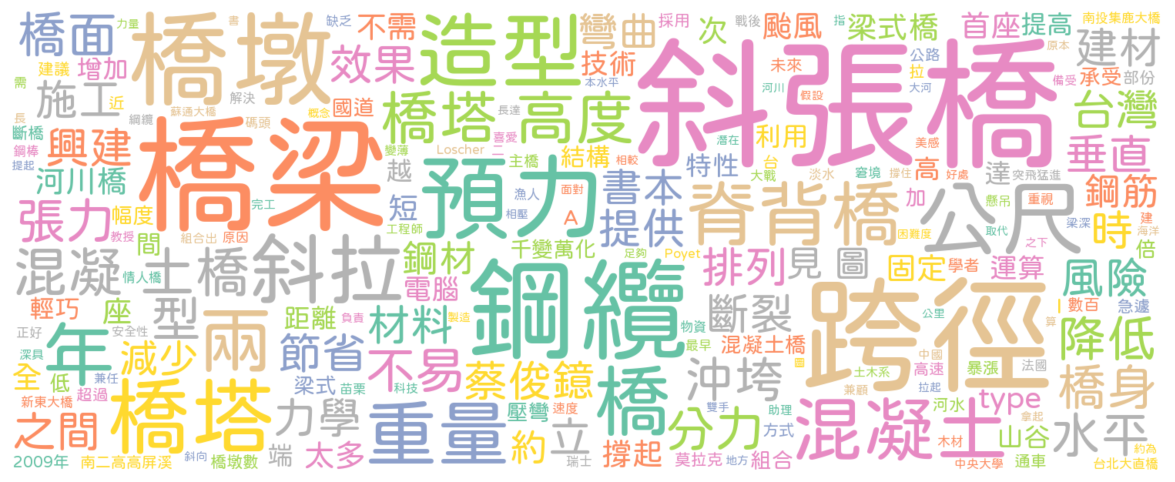 橋面
力量
橋墩
書
缺乏
不需
造型
彎曲
採用
次
戰後
颱風
指
梁式橋
首座
提高
南投集鹿大橋
原本
建材
建議
增加
效果
技術
未來
公路
拉
備受
承受
部份
需
施工
近
解決
國道
本水平
斜張橋
河川
假設
大河
台灣
蘇通大橋
鋼纜
概念
橋塔
長達
高度
長
斷橋
碼頭
喜愛
潛在
利用
美感
垂直
鋼棒
提起
興建
變薄
Loscher
二
主橋
結構
相較
特性
台
大戰
淡水
窘境
撐住
高
好處
達
突飛猛進
河川橋
橋梁
越
預力
漁人
面對
書本
脊背橋
加
懸吊
重視
鋼筋
張力
幅度
完工
短
相壓
A
提供
公尺
取代
梁深
時
建
海洋
教授
組合出
原因
工程師
間
困難度
之下
倍
混凝土橋
情人橋
斜拉
鋼材
千變萬化
足夠
Poyet
排列
見
圖
固定
學者
運算
風險
輕巧
座
型
兩
距離
電腦
負責
製造
鋼纜
物資
斷裂
跨徑
公里
I
數百
急遽
正好
安全性
年
材料
最早
混凝土橋
降低
深具
減少
節省
不易
沖垮
中國
算
全
低
兼任
梁式
苗栗
科技
蔡俊鐿
橋
靈
土木系
高速
暴漲
法國
橋身
超過
拉起
兼顧
新東大橋
橋塔
力學
重量
壓彎
速度
雙手
助理
混凝土
河水
type
拿起
之間
約
立
分力
方式
木材
山谷
水平
2009年
南二高高屏溪
斜向
橋墩數
端
太多
瑞士
撐起
莫拉克
地方
組合
中央大學
通車
約為
台北大直橋